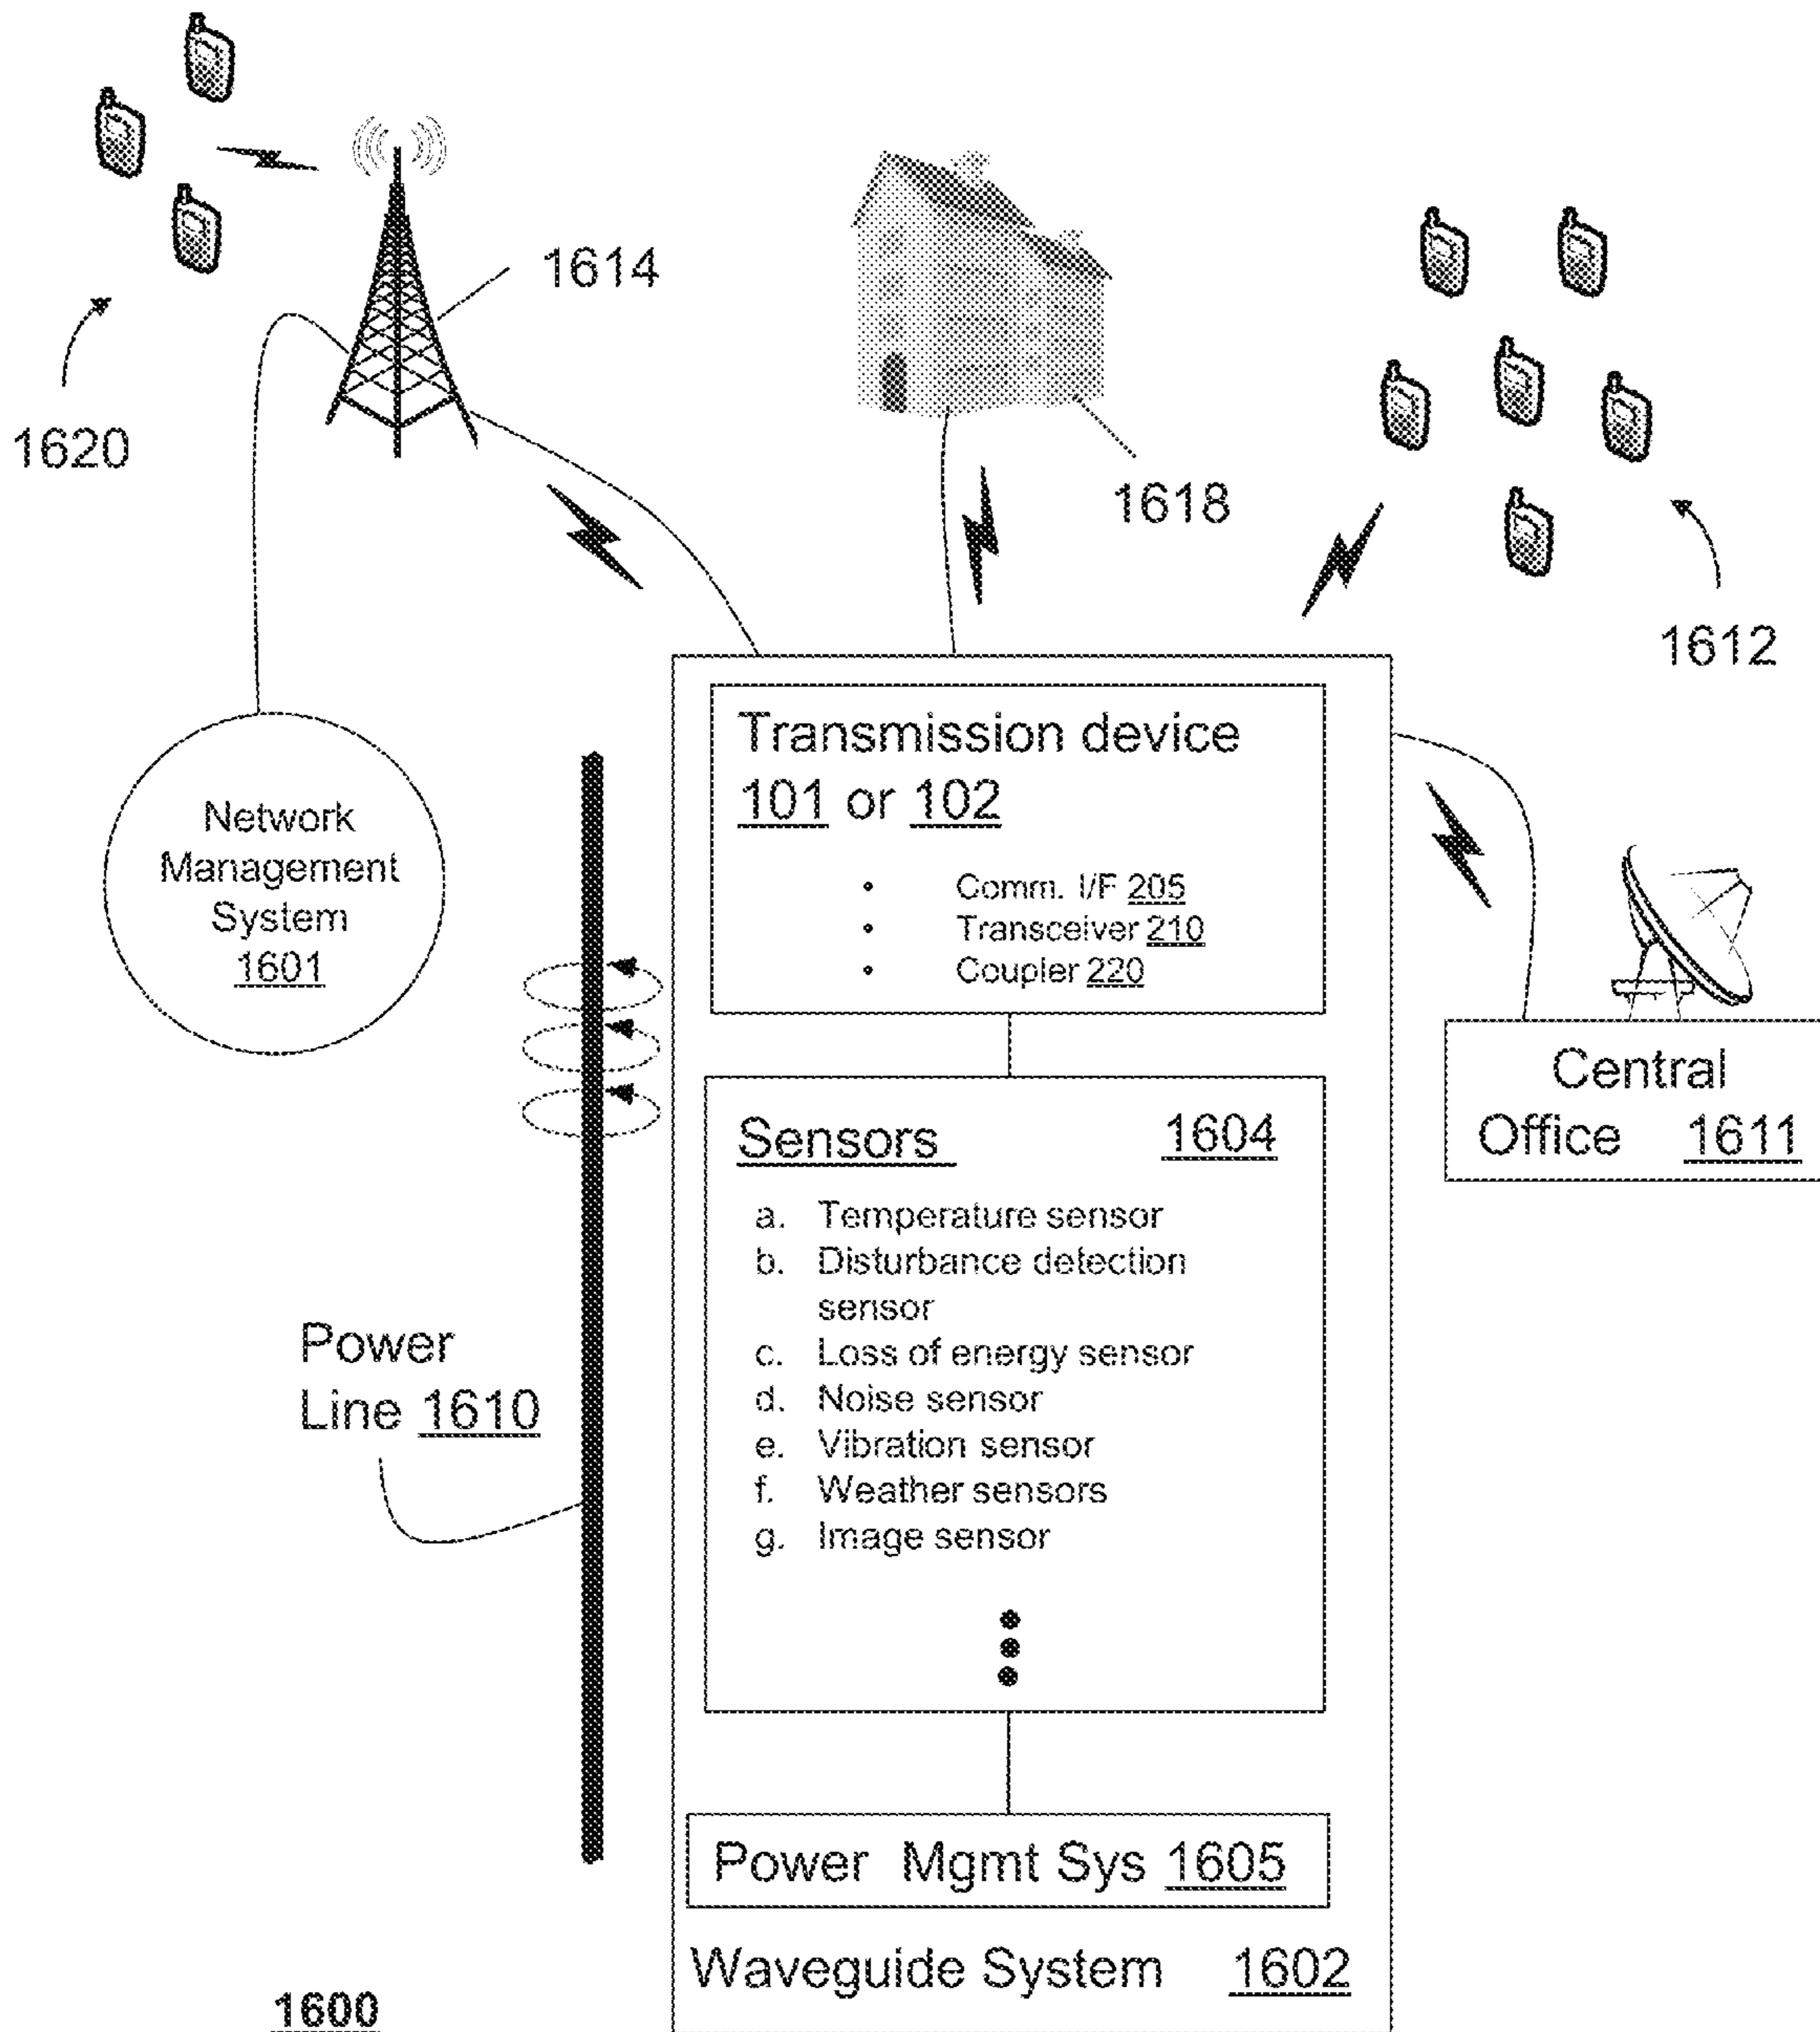 1614
1620
1618
1612
Network
Management
System
1601
Transmission device
101 or 102
• Comm. I/F 205
• Transceiver 210
• Coupler 220
Central
Office 1611
Sensors 1604
a. Temperature sensor
b. Disturbance detection
sensor
c. Loss of energy sensor
d. Noise sensor
e. Vibration sensor
f. Weather sensors
g. Image sensor
Power
Line 1610
Power Mgmt Sys 1605
Waveguide System 1602
1600